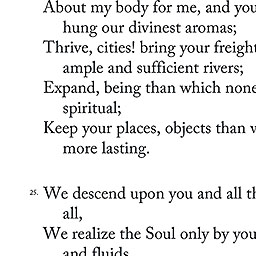 About my body for me, and you
hung our divinest aromas;
Thrive, cities! bring your freight
ample and sufficient rivers;
Expand, being than which none
spiritual;
Keep your places, objects than w
more lasting.
25. We descend upon you and all th
all,
We realize the Soul only by you
and fluids